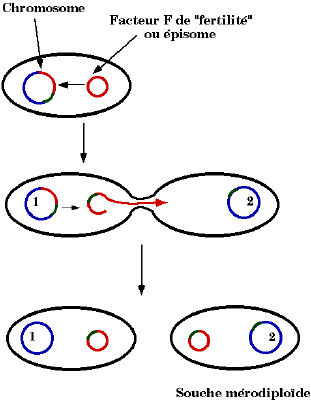 Chromosome
Facteur F de "fertilité"
ou épisome
1
2
1
2
Souche mérodiploïde